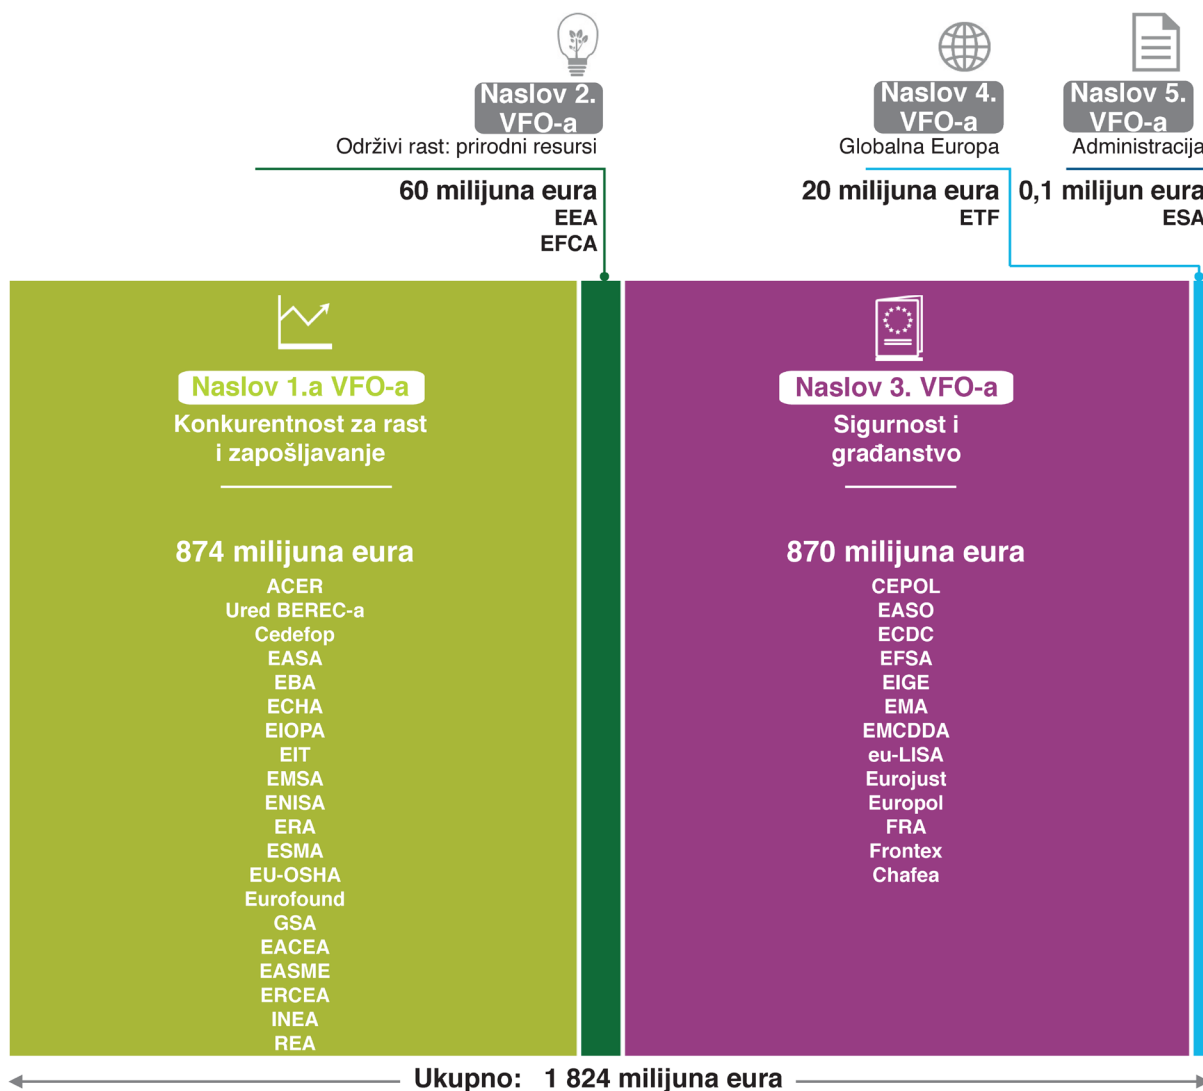 Naslov 2.
VFO-a
Održivi rast: prirodni resursi
60 milijuna eura
EEA
EFCA
Naslov 4.
VFO-a
Globalna Europa
20 milijuna eura
ETF
Naslov 5.
VFO-a
Administracija
0,1 milijun eura
ESA
Naslov 1.a VFO-a
Konkurentnost za rast
i zapošljavanje
874 milijuna eura
ACER
Ured BEREC-a
Cedefop
EASA
EBA
ECHA
EIOPA
EIT
EMSA
ENISA
ERA
ESMA
EU-OSHA
Eurofound
GSA
EACEA
EASME
ERCEA
INEA
REA
Naslov 3. VFO-a
Sigurnost i
građanstvo
870 milijuna eura
CEPOL
EASO
ECDC
EFSA
EIGE
EMA
EMCDDA
eu-LISA
Eurojust
Europol
FRA
Frontex
Chafea
Ukupno: 1 824 milijuna eura